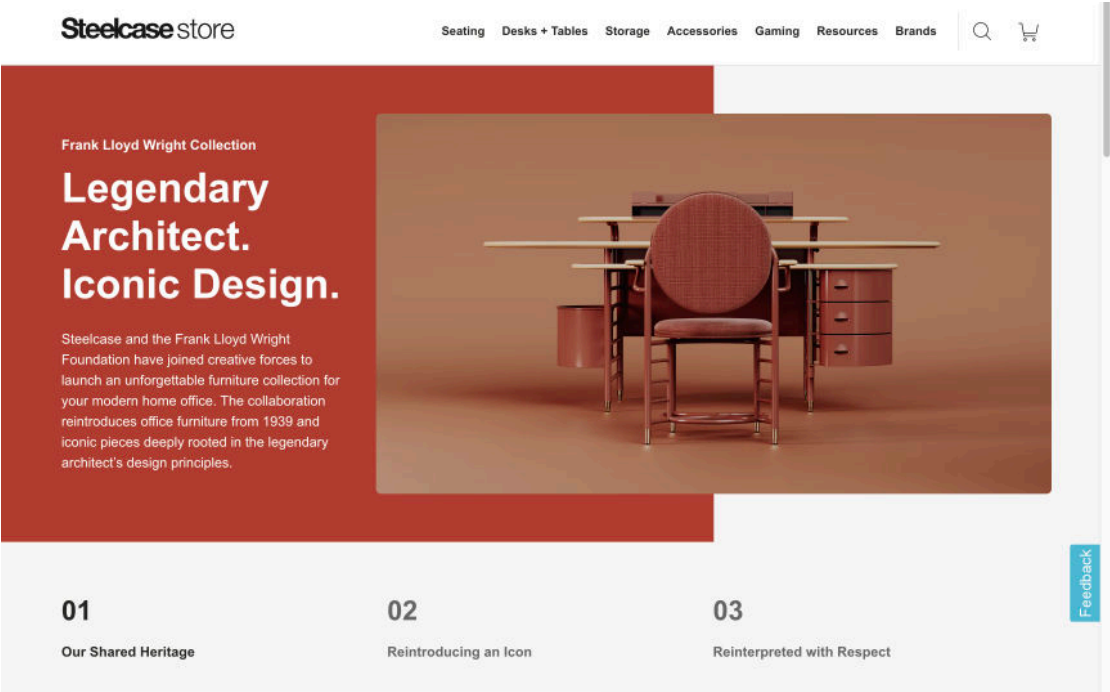 Steelcase store
Seating Desks + Tables Storage Accessories Gaming Resources Brands
Frank Lloyd Wright Collection
Legendary
Architect.
Iconic Design.
Steelcase and the Frank Lloyd Wright
Foundation have joined creative forces to
launch an unforgettable furniture collection for
your modern home office. The collaboration
reintroduces office furniture from 1939 and
iconic pieces deeply rooted in the legendary
architect's design principles.
Feedback
01
Our Shared Heritage
02
Reintroducing an Icon
03
Reinterpreted with Respect